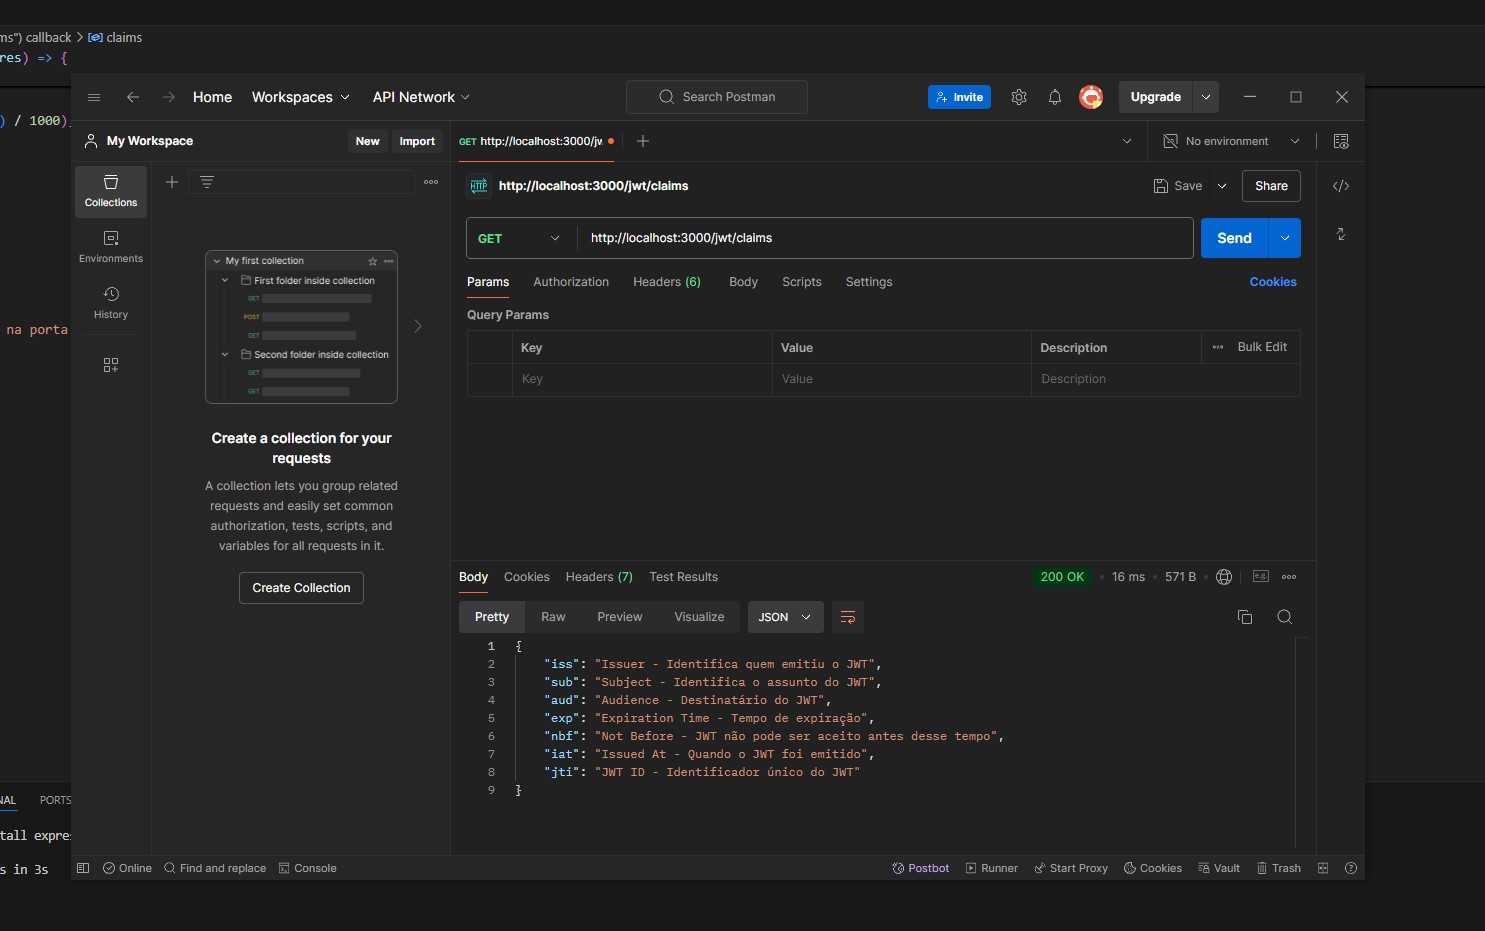 ms") callback > claims
res) => {
) / 1000)
na porta
NAL PORTS
tall expre
s in 3s
Home Workspaces API Network
Search Postman
Invite
Upgrade
My Workspace
New Import
GET http://localhost:3000/jw
No environment
Collections
Environments
History
My first collection
First folder inside collection
GET
POST
GET
Second folder inside collection
GET
GET
Create a collection for your
requests
A collection lets you group related
requests and easily set common
authorization, tests, scripts, and
variables for all requests in it.
Create Collection
HTTP http://localhost:3000/jwt/claims
Save Share
GET http://localhost:3000/jwt/claims
Send
Params Authorization Headers (6) Body Scripts Settings
Cookies
Query Params
Key Value Description Bulk Edit
Key Value Description
Body Cookies Headers (7) Test Results
200 OK 16 ms 571 B e.g.
Pretty Raw Preview Visualize JSON
1 {
2 "iss": "Issuer - Identifica quem emitiu o JWT",
3 "sub": "Subject - Identifica o assunto do JWT",
4 "aud": "Audience - Destinatário do JWT",
5 "exp": "Expiration Time - Tempo de expiração",
6 "nbf": "Not Before - JWT não pode ser aceito antes desse tempo",
7 "iat": "Issued At - Quando o JWT foi emitido",
8 "jti": "JWT ID - Identificador único do JWT"
9 }
Online Find and replace Console
Postbot Runner Start Proxy Cookies Vault Trash